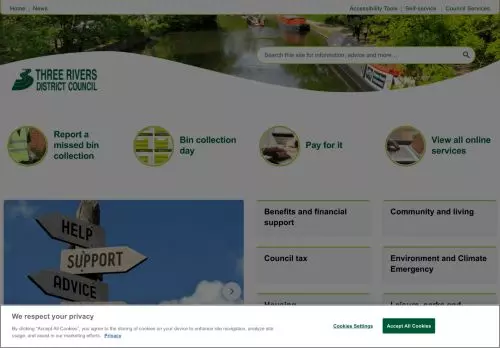 Home | News
Accessibility Tools | Self-service | Council Services
Search this site for information, advice and more ...
THREE RIVERS
DISTRICT COUNCIL
Report a
missed bin
collection
Bin collection
day
Pay for it
View all online
services
HELP
SUPPORT
ADVICE
Benefits and financial
support
Community and living
Council tax
Environment and Climate
Emergency
Housing
Leisure, parks and
We respect your privacy
By clicking "Accept All Cookies", you agree to the storing of cookies on your device to enhance site navigation, analyze site
usage, and assist in our marketing efforts. Privacy
Cookies Settings
Accept All Cookies